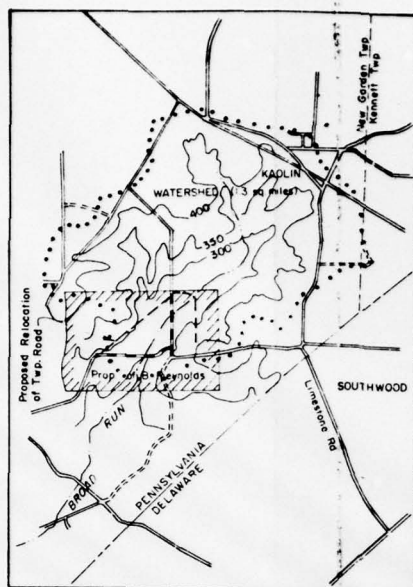 New Garden Twp
Kennett Twp
KAOLIN
WATERSHED (1.3 sq miles)
400
350
300
Proposed Relocation
of Twp. Road
Prop. of B. Reynolds
SOUTHWOOD
Limestone Rd
BROAD RUN
PENNSYLVANIA
DELAWARE